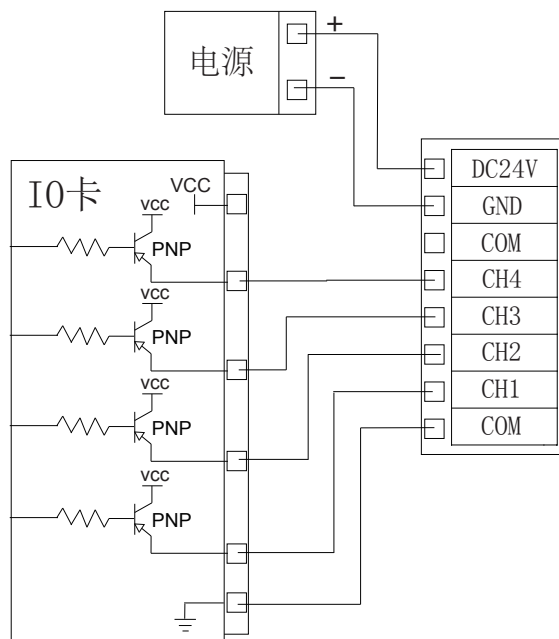 +
电源
−
IO卡
VCC
VCC
PNP
VCC
PNP
VCC
PNP
VCC
PNP
DC24V
GND
COM
CH4
CH3
CH2
CH1
COM